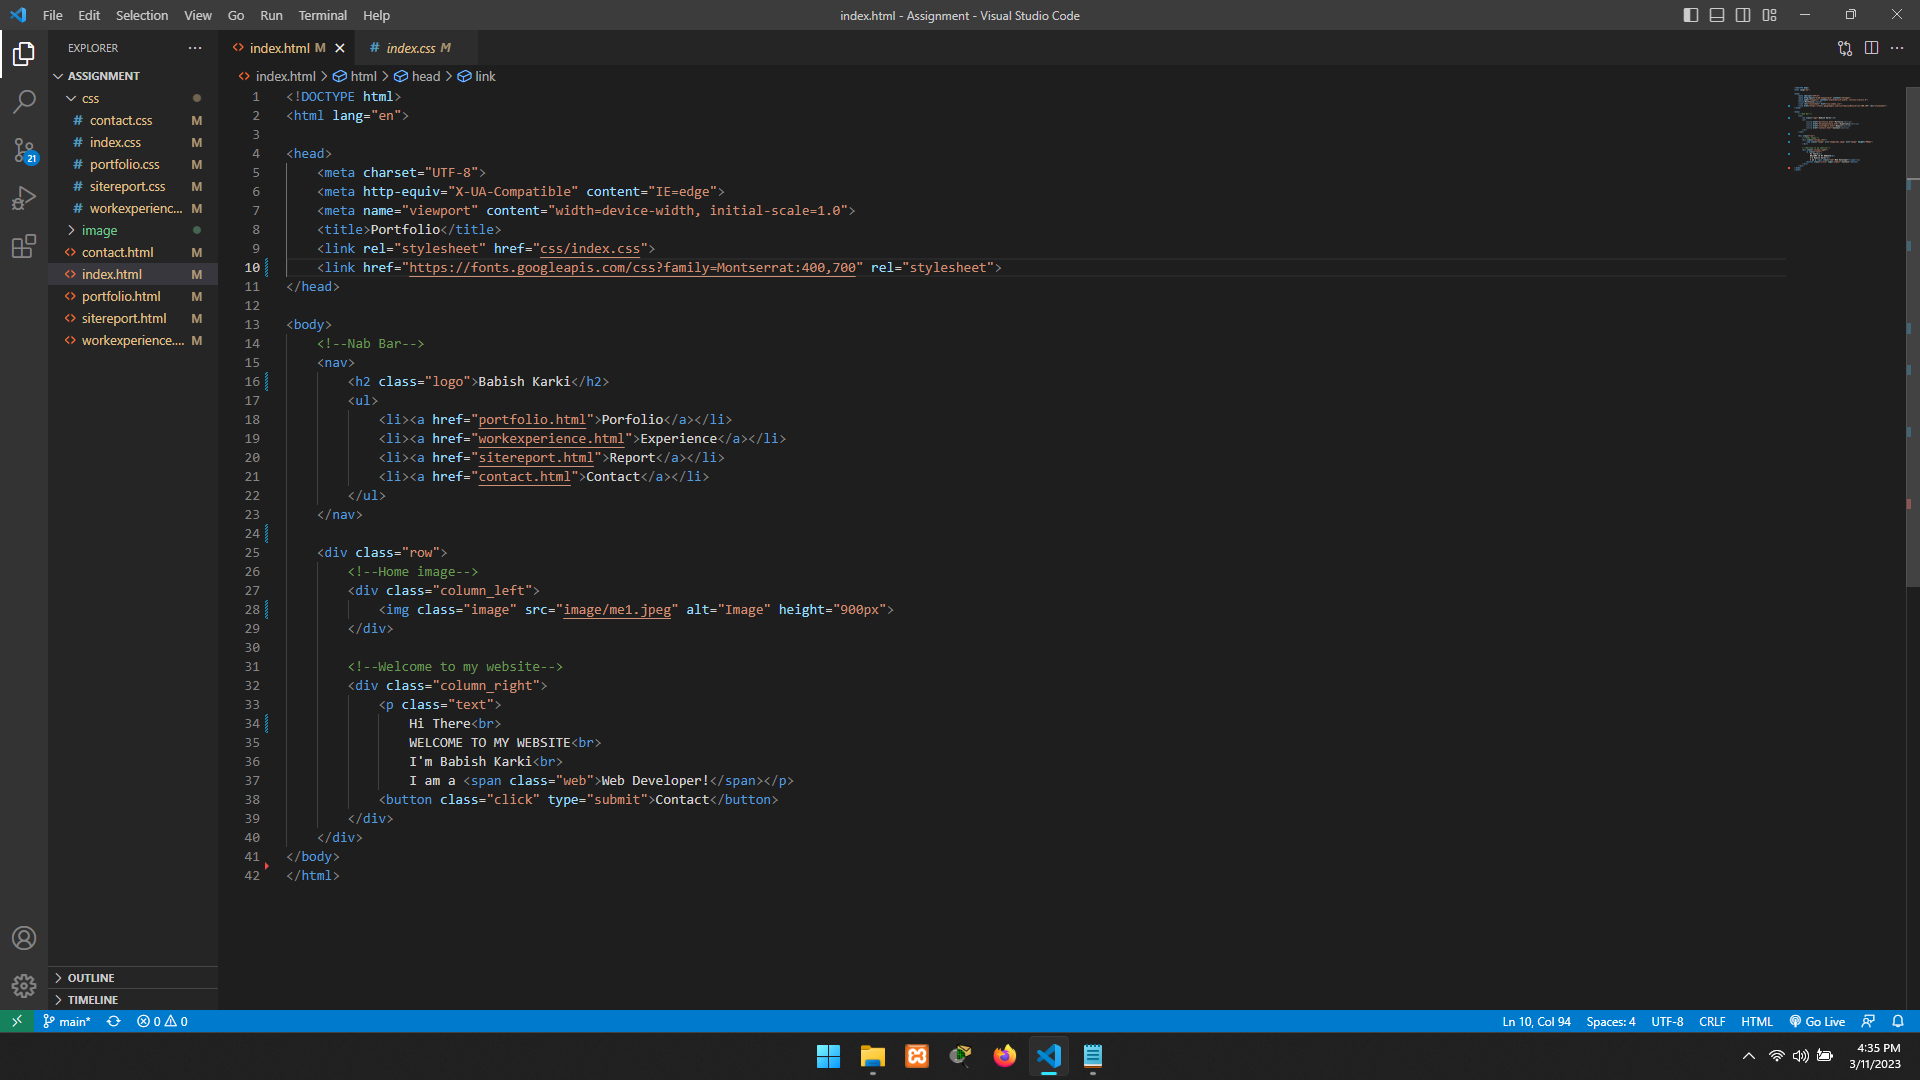 File Edit Selection View Go Run Terminal Help
index.html - Assignment - Visual Studio Code
EXPLORER
ASSIGNMENT
css
# contact.css M
# index.css M
# portfolio.css M
# sitereport.css M
# workexperienc... M
image
<> contact.html M
<> index.html M
<> portfolio.html M
<> sitereport.html M
<> workexperience.... M
21
OUTLINE
TIMELINE
<> index.html M
# index.css M
<> index.html > html > head > link
1 <!DOCTYPE html>
2 <html lang="en">
3
4 <head>
5 <meta charset="UTF-8">
6 <meta http-equiv="X-UA-Compatible" content="IE=edge">
7 <meta name="viewport" content="width=device-width, initial-scale=1.0">
8 <title>Portfolio</title>
9 <link rel="stylesheet" href="css/index.css">
10 <link href="https://fonts.googleapis.com/css?family=Montserrat:400,700" rel="stylesheet">
11 </head>
12
13 <body>
14 <!--Nab Bar-->
15 <nav>
16 <h2 class="logo">Babish Karki</h2>
17 <ul>
18 <li><a href="portfolio.html">Porfolio</a></li>
19 <li><a href="workexperience.html">Experience</a></li>
20 <li><a href="sitereport.html">Report</a></li>
21 <li><a href="contact.html">Contact</a></li>
22 </ul>
23 </nav>
24
25 <div class="row">
26 <!--Home image-->
27 <div class="column_left">
28 <img class="image" src="image/me1.jpeg" alt="Image" height="900px">
29 </div>
30
31 <!--Welcome to my website-->
32 <div class="column_right">
33 <p class="text">
34 Hi There<br>
35 WELCOME TO MY WEBSITE<br>
36 I'm Babish Karki<br>
37 I am a <span class="web">Web Developer!</span></p>
38 <button class="click" type="submit">Contact</button>
39 </div>
40 </div>
41 </body>
42 </html>
main* 0 0
Ln 10, Col 94 Spaces: 4 UTF-8 CRLF HTML Go Live
4:35 PM
3/11/2023